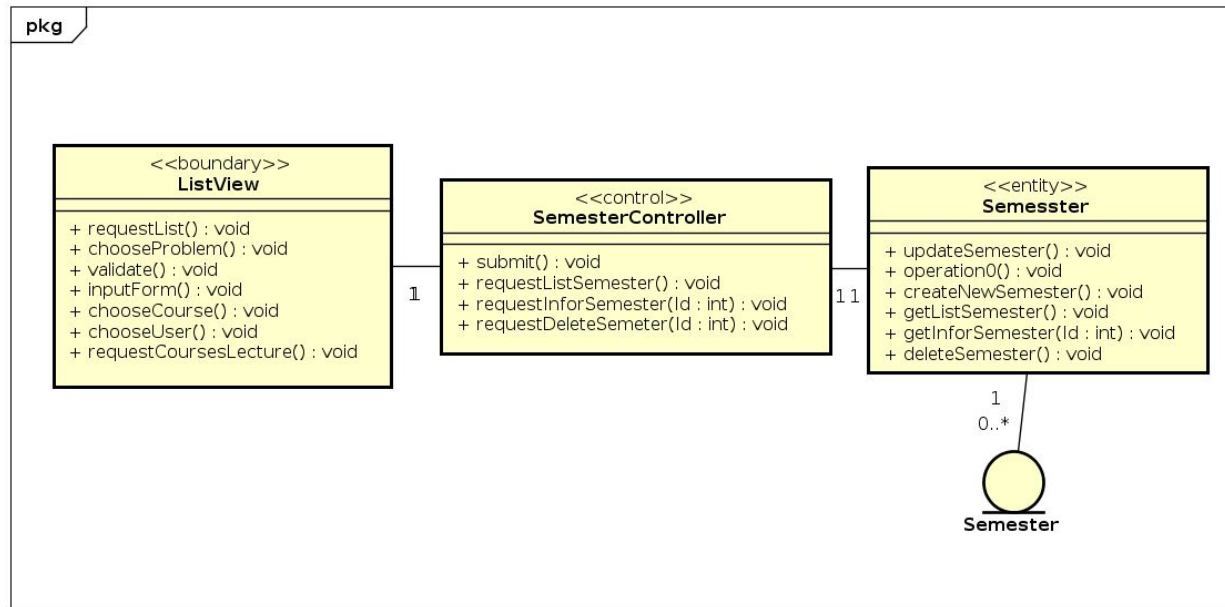 pkg
<<boundary>>
ListView
+ requestList() : void
+ chooseProblem() : void
+ validate() : void
+ inputForm() : void
+ chooseCourse() : void
+ chooseUser() : void
+ requestCoursesLecture() : void
1
1
<<control>>
SemesterController
+ submit() : void
+ requestListSemester() : void
+ requestInforSemester(Id : int) : void
+ requestDeleteSemeter(Id : int) : void
1 1
<<entity>>
Semesster
+ updateSemester() : void
+ operation0() : void
+ createNewSemester() : void
+ getListSemester() : void
+ getInforSemester(Id : int) : void
+ deleteSemester() : void
1
0..*
Semester